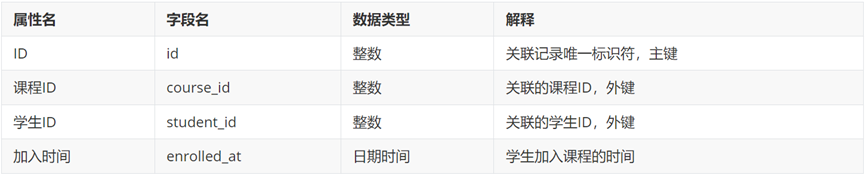 属性名 字段名 数据类型 解释
ID id 整数 关联记录唯一标识符，主键
课程ID course_id 整数 关联的课程ID，外键
学生ID student_id 整数 关联的学生ID，外键
加入时间 enrolled_at 日期时间 学生加入课程的时间